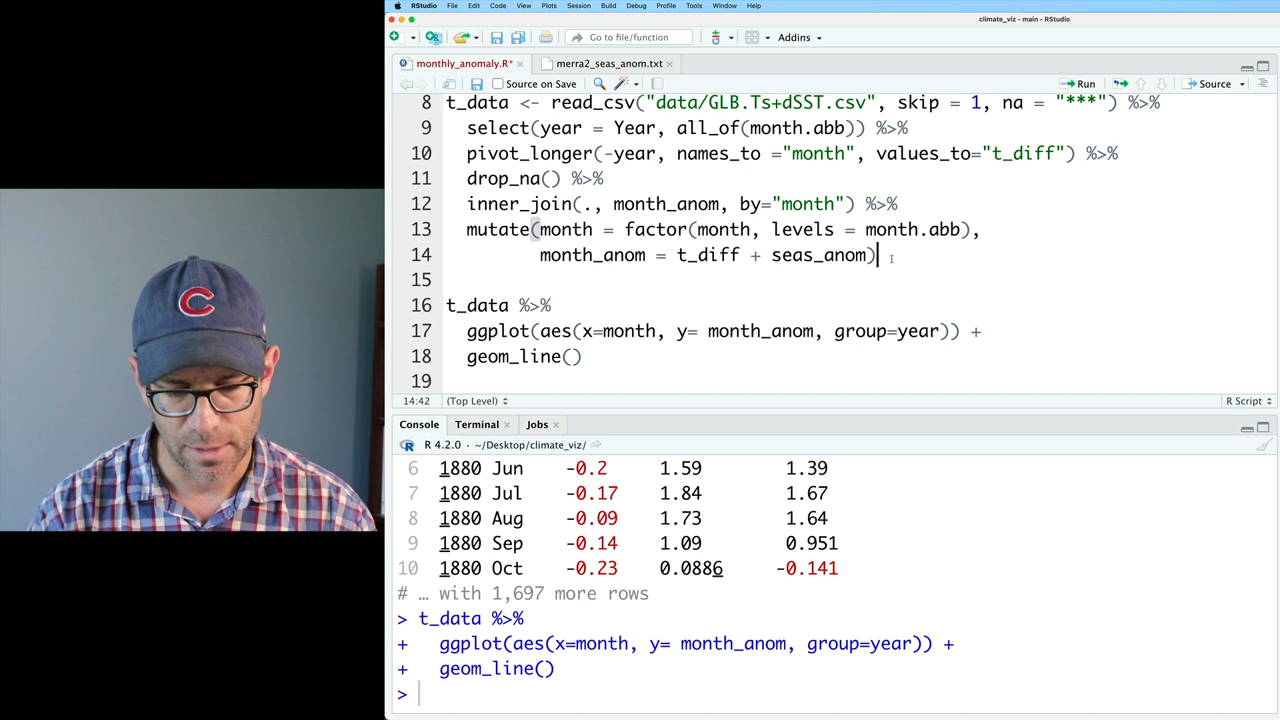 RStudio File Edit Code View Plots Session Build Debug Profile Tools Window Help
climate_viz - main - RStudio
Go to file/function Addins
monthly_anomaly.R* merra2_seas_anom.txt
Source on Save Run Source
8 t_data <- read_csv("data/GLB.Ts+dSST.csv", skip = 1, na = "***") %>%
9 select(year = Year, all_of(month.abb)) %>%
10 pivot_longer(-year, names_to ="month", values_to="t_diff") %>%
11 drop_na() %>%
12 inner_join(., month_anom, by="month") %>%
13 mutate(month = factor(month, levels = month.abb),
14 month_anom = t_diff + seas_anom)
15
16 t_data %>%
17 ggplot(aes(x=month, y= month_anom, group=year)) +
18 geom_line()
19
14:42 (Top Level) R Script
Console Terminal Jobs
R 4.2.0 · ~/Desktop/climate_viz/
6 1880 Jun -0.2 1.59 1.39
7 1880 Jul -0.17 1.84 1.67
8 1880 Aug -0.09 1.73 1.64
9 1880 Sep -0.14 1.09 0.951
10 1880 Oct -0.23 0.0886 -0.141
# … with 1,697 more rows
> t_data %>%
+ ggplot(aes(x=month, y= month_anom, group=year)) +
+ geom_line()
>
C